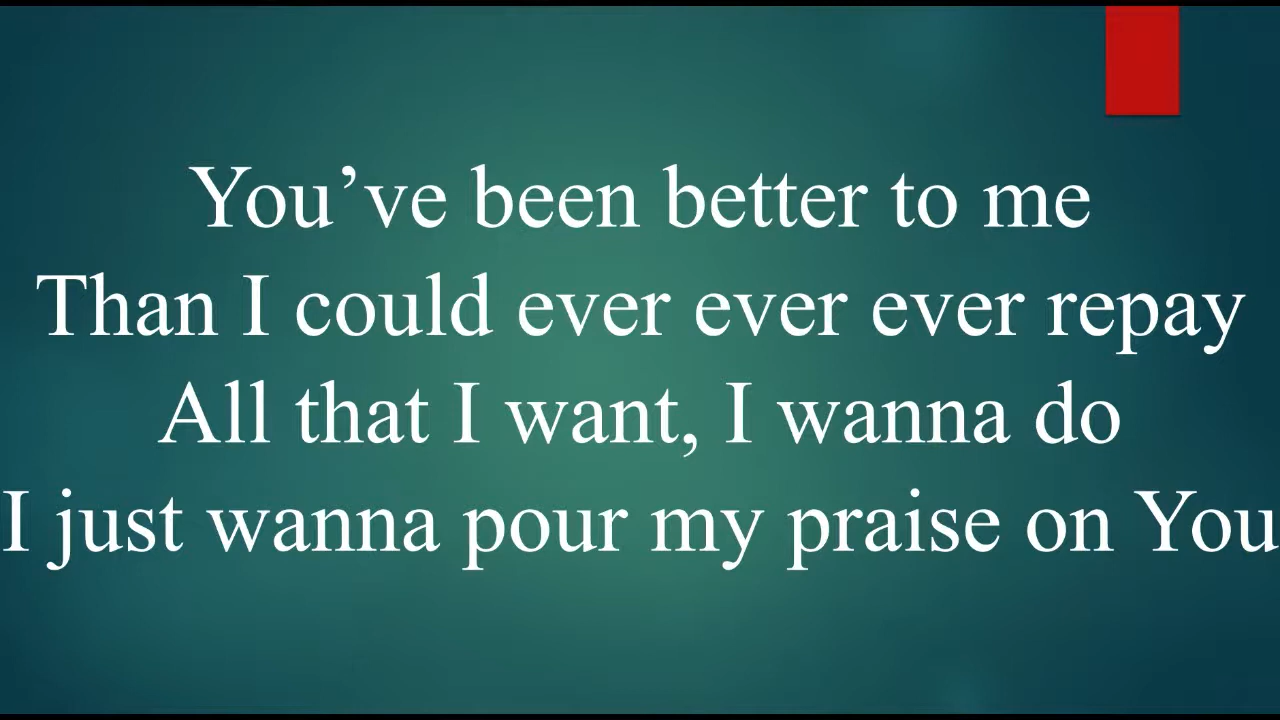 You’ve been better to me
Than I could ever ever ever repay
All that I want, I wanna do
I just wanna pour my praise on You